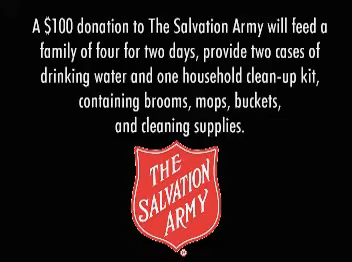 A $100 donation to The Salvation Army will feed a
family of four for two days, provide two cases of
drinking water and one household clean-up kit,
containing brooms, mops, buckets,
and cleaning supplies.
THE
SALVATION
ARMY
®